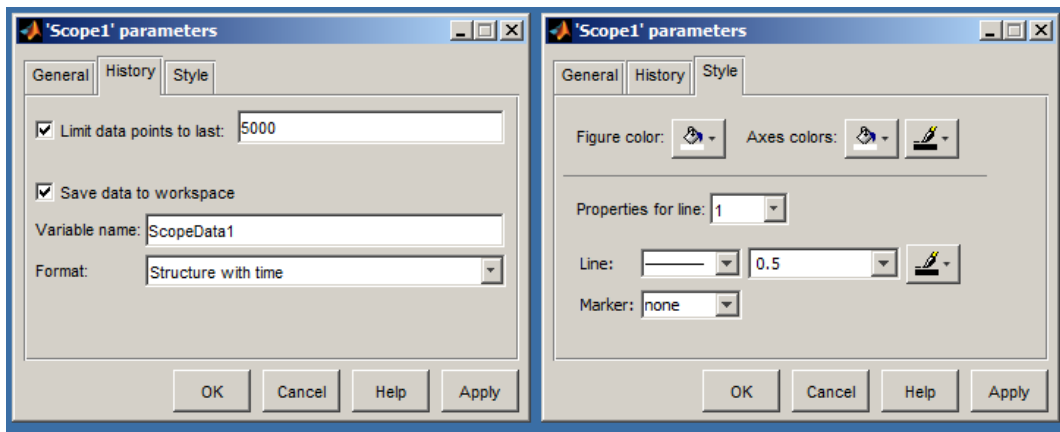 'Scope1' parameters
General History Style
Limit data points to last: 5000
Save data to workspace
Variable name: ScopeData1
Format: Structure with time
OK Cancel Help Apply
'Scope1' parameters
General History Style
Figure color: Axes colors:
Properties for line: 1
Line: 0.5
Marker: none
OK Cancel Help Apply